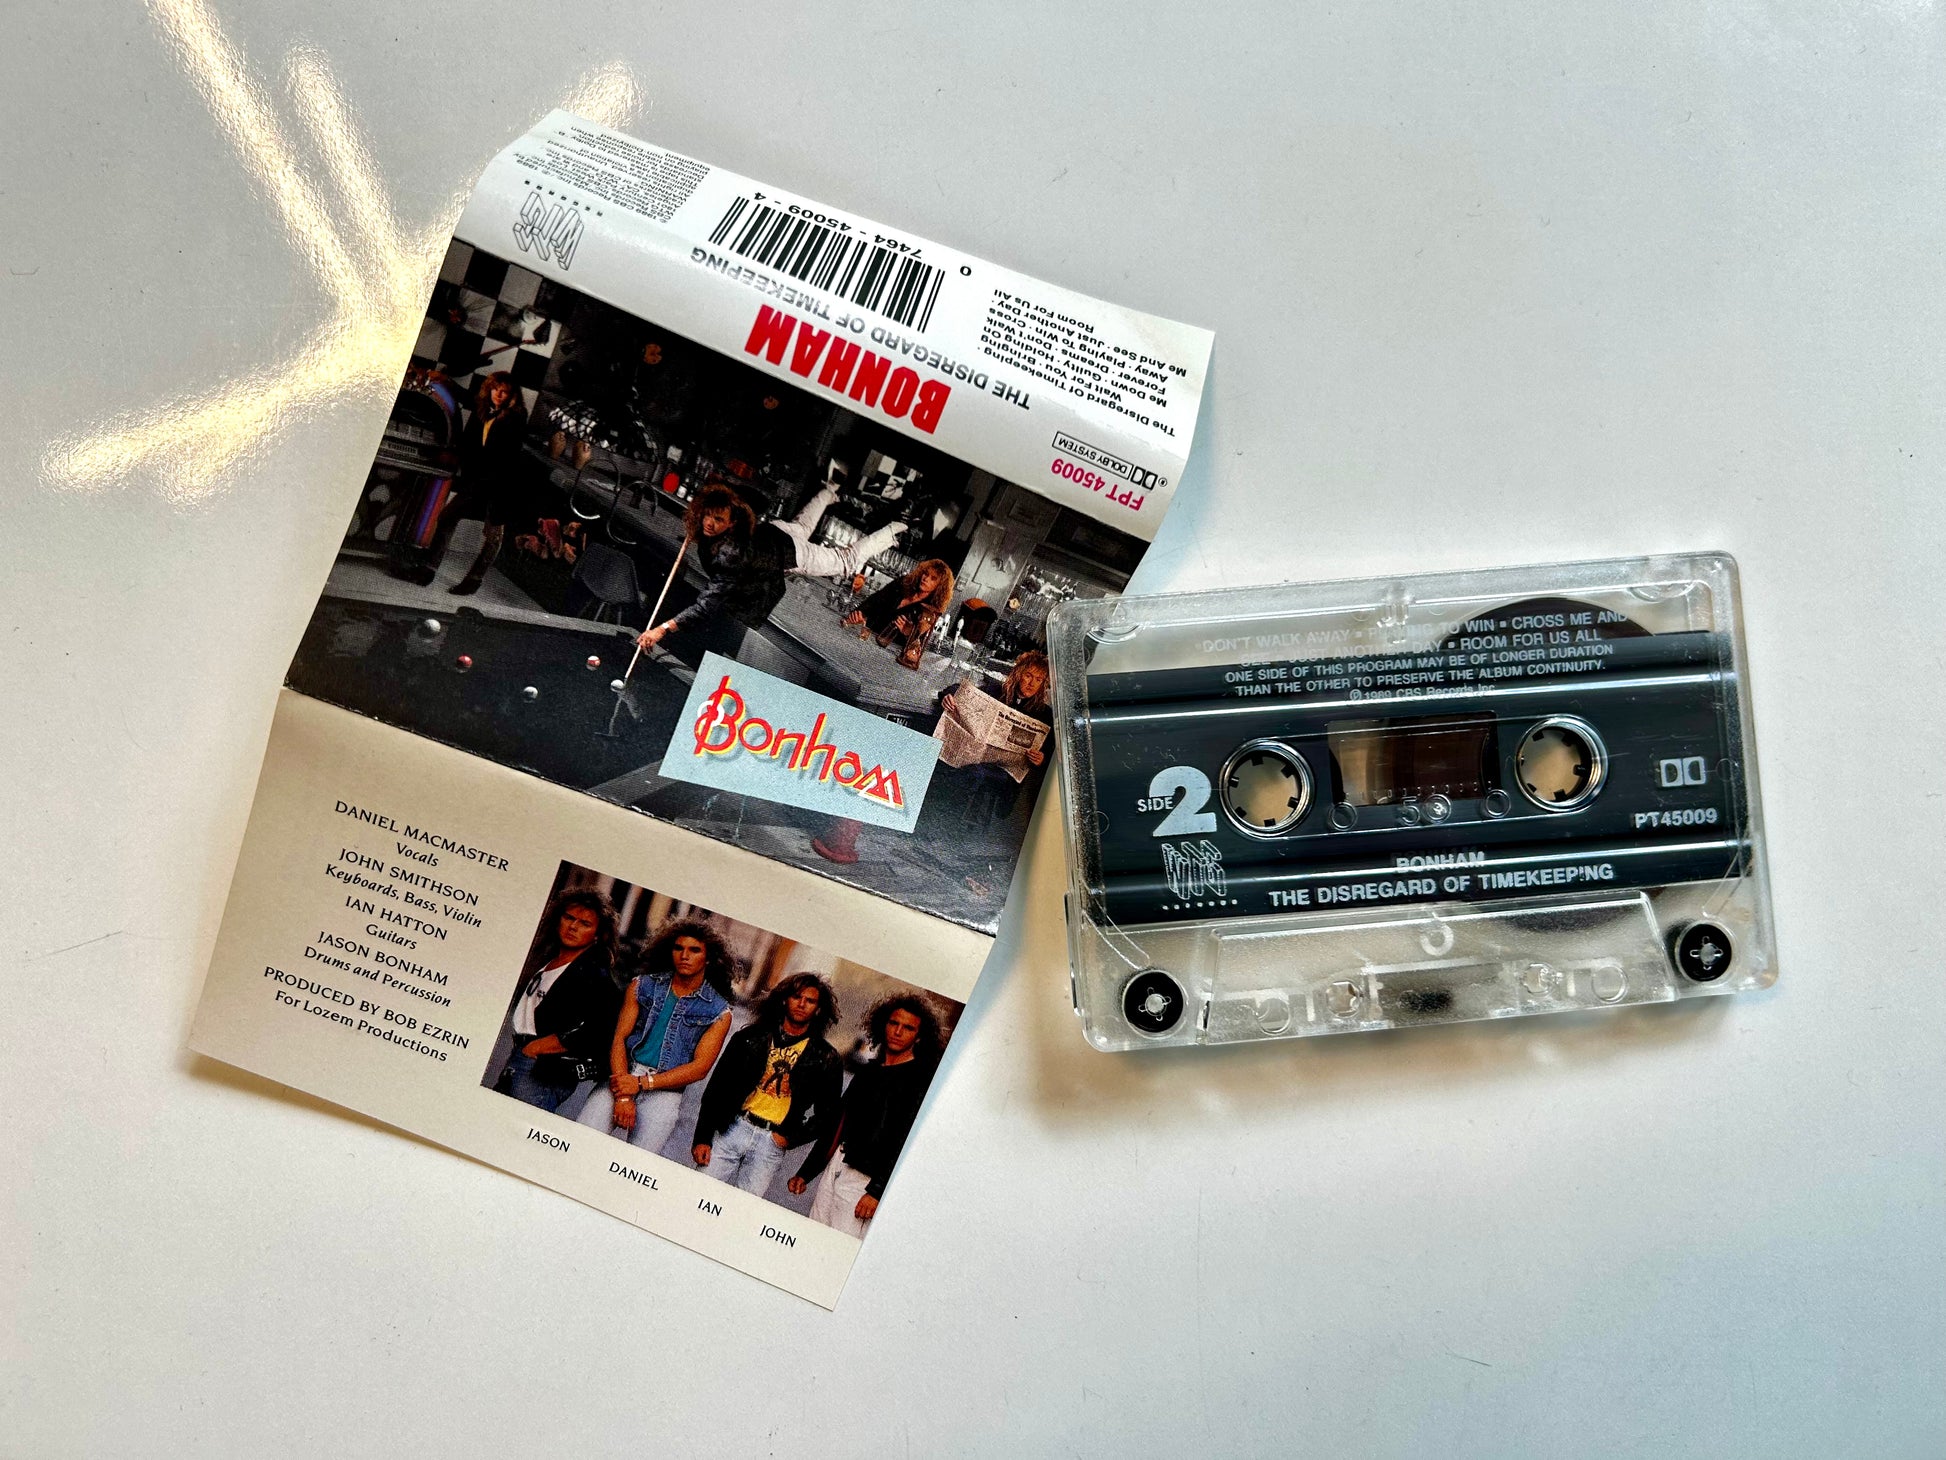 BONHAM
THE DISREGARD OF TIMEKEEPING
7464 - 45009 - 4
0
The Disregard Of Timekeeping ·
Wait For You · Bringing
Me Down · Guilty · Holding On
Forever · Dreams · Don't Walk
Away · Playing To Win · Cross
Me And See · Just Another Day ·
Room For Us All
DOLBY SYSTEM
FPT 45009
Bonham
DANIEL MACMASTER
Vocals
JOHN SMITHSON
Keyboards, Bass, Violin
IAN HATTON
Guitars
JASON BONHAM
Drums and Percussion
PRODUCED BY BOB EZRIN
For Lozem Productions
JASON
DANIEL
IAN
JOHN
DON'T WALK AWAY ▪ PLAYING TO WIN ▪ CROSS ME AND
SEE ▪ JUST ANOTHER DAY ▪ ROOM FOR US ALL
ONE SIDE OF THIS PROGRAM MAY BE OF LONGER DURATION
THAN THE OTHER TO PRESERVE THE ALBUM CONTINUITY.
℗ 1989 CBS Records Inc.
SIDE 2
50
0
PT45009
WTG
BONHAM
THE DISREGARD OF TIMEKEEPING